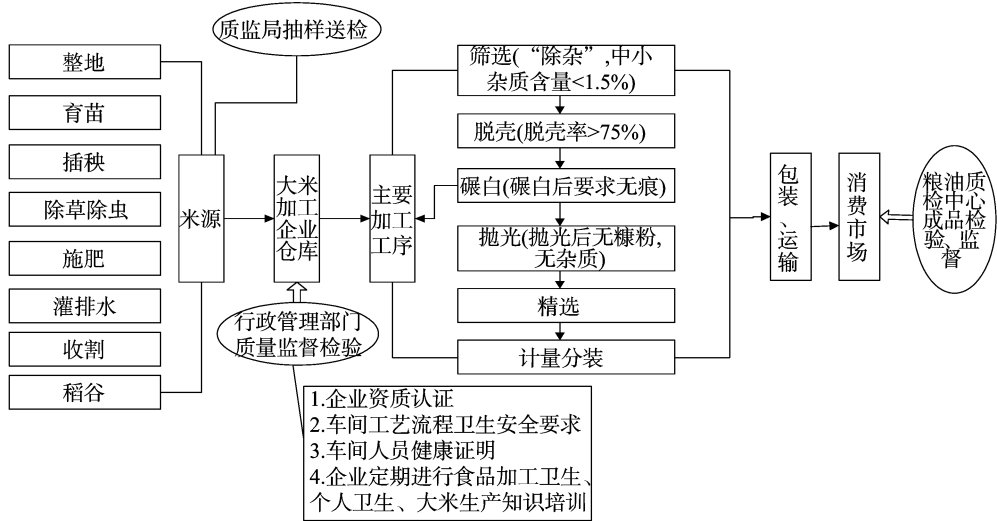 质监局抽样送检
整地
育苗
插秧
除草除虫
施肥
灌排水
收割
稻谷
米源
大米
加工
企业
仓库
行政管理部门
质量监督检验
1.企业资质认证
2.车间工艺流程卫生安全要求
3.车间人员健康证明
4.企业定期进行食品加工卫生、
个人卫生、大米生产知识培训
主要
加工
工序
筛选(“除杂”,中小
杂质含量<1.5%)
脱壳(脱壳率>75%)
碾白(碾白后要求无痕)
抛光(抛光后无糠粉,
无杂质)
精选
计量分装
包装、运输
消费市场
粮油质
检中心
成品检
验、监
督